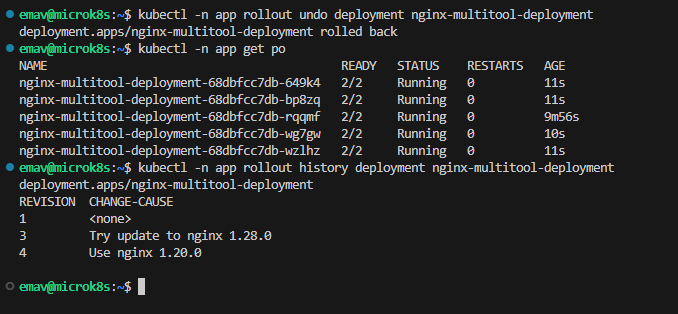 emav@microk8s:~$ kubectl -n app rollout undo deployment nginx-multitool-deployment
deployment.apps/nginx-multitool-deployment rolled back
emav@microk8s:~$ kubectl -n app get po
NAME                                          READY   STATUS    RESTARTS   AGE
nginx-multitool-deployment-68dbfcc7db-649k4   2/2     Running   0          11s
nginx-multitool-deployment-68dbfcc7db-bp8zq   2/2     Running   0          11s
nginx-multitool-deployment-68dbfcc7db-rqqmf   2/2     Running   0          9m56s
nginx-multitool-deployment-68dbfcc7db-wg7gw   2/2     Running   0          10s
nginx-multitool-deployment-68dbfcc7db-wzlhz   2/2     Running   0          11s
emav@microk8s:~$ kubectl -n app rollout history deployment nginx-multitool-deployment
deployment.apps/nginx-multitool-deployment
REVISION  CHANGE-CAUSE
1         <none>
3         Try update to nginx 1.28.0
4         Use nginx 1.20.0
emav@microk8s:~$